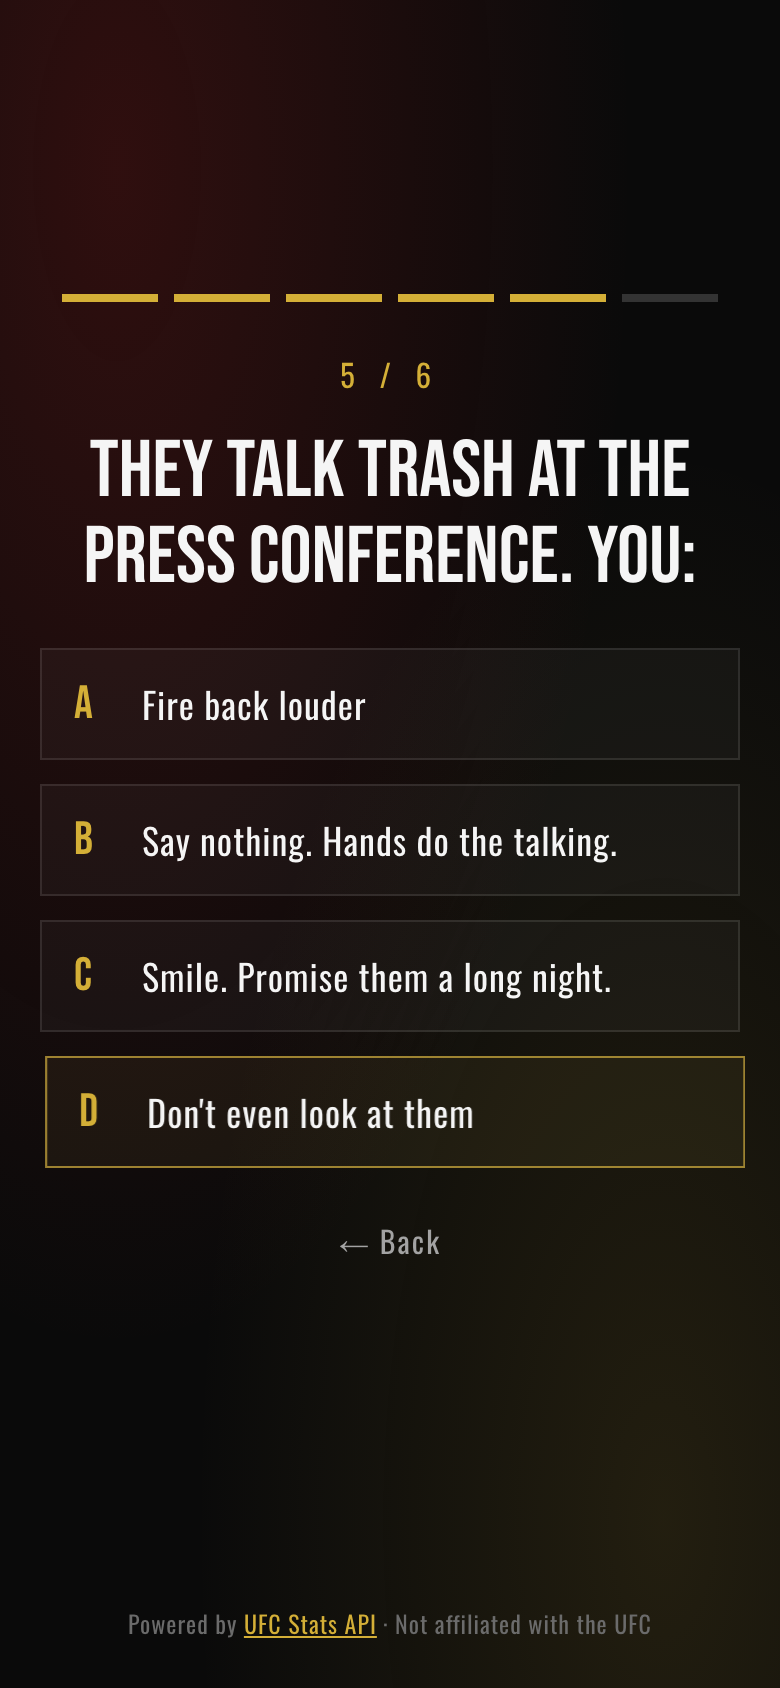 5 / 6
THEY TALK TRASH AT THE
PRESS CONFERENCE. YOU:
A Fire back louder
B Say nothing. Hands do the talking.
C Smile. Promise them a long night.
D Don't even look at them
← Back
Powered by UFC Stats API · Not affiliated with the UFC